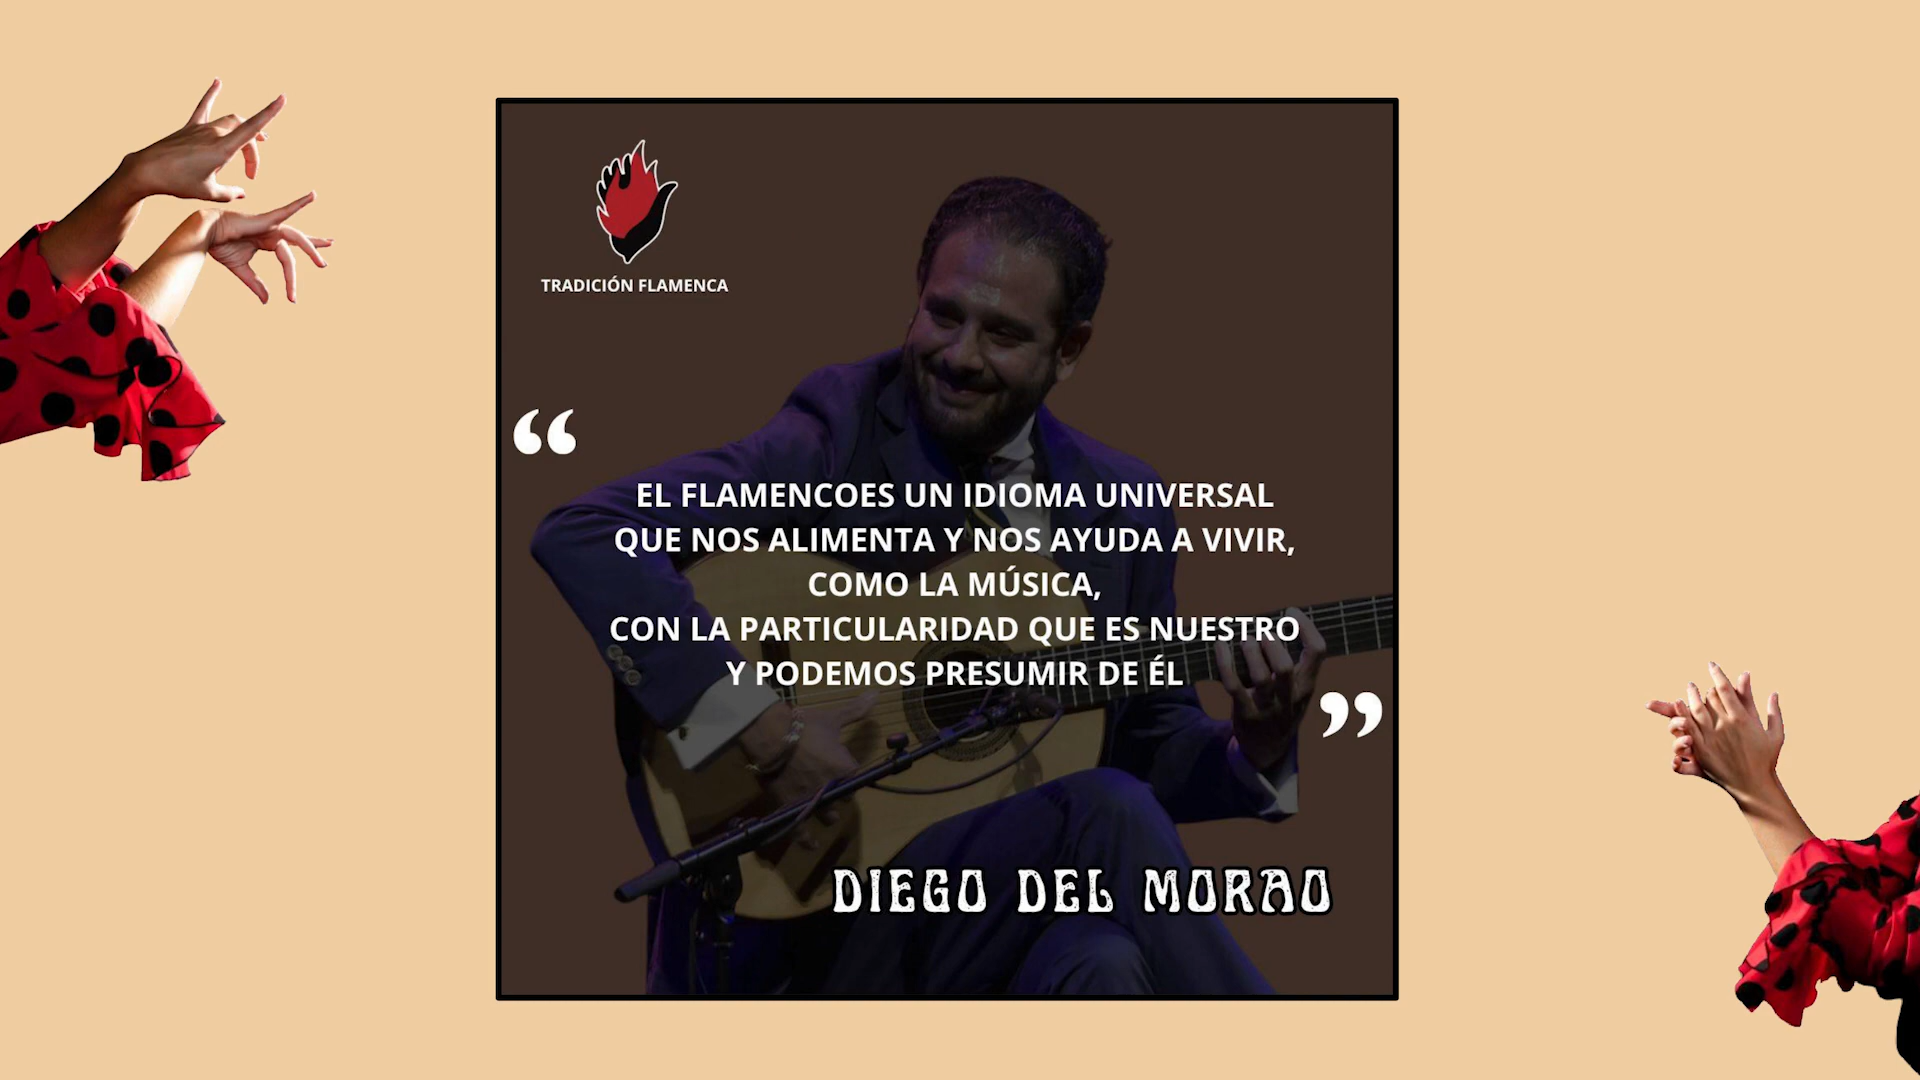 TRADICIÓN FLAMENCA
“
EL FLAMENCOES UN IDIOMA UNIVERSAL
QUE NOS ALIMENTA Y NOS AYUDA A VIVIR,
COMO LA MÚSICA,
CON LA PARTICULARIDAD QUE ES NUESTRO
Y PODEMOS PRESUMIR DE ÉL
”
DIEGO DEL MORAO